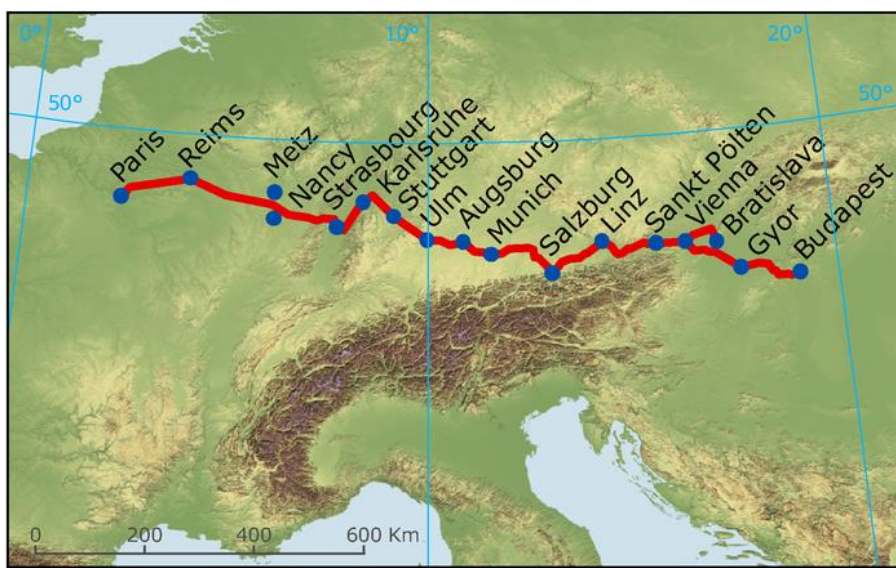 0°
10°
20°
50°
50°
Paris
Reims
Metz
Nancy
Strasbourg
Karlsruhe
Stuttgart
Ulm
Augsburg
Munich
Salzburg
Linz
Sankt Pölten
Vienna
Bratislava
Gyor
Budapest
0 200 400 600 Km